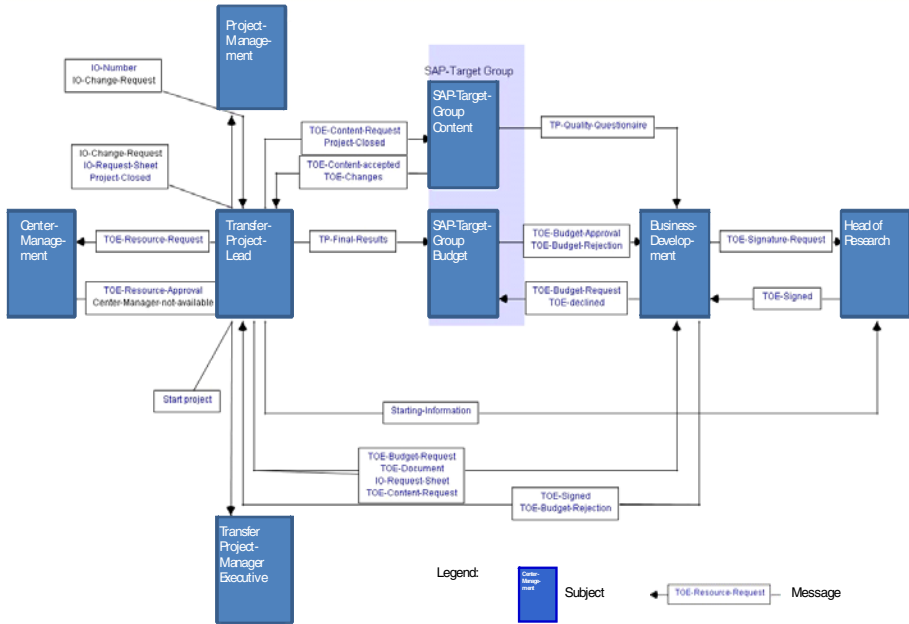 Project-
Manage-
ment
IO-Number
IO-Change-Request
SAP-Target Group
SAP-Target-
Group
Content
TOE-Content-Request
Project-Closed
TP-Quality-Questionaire
IO-Change-Request
IO-Request-Sheet
Project-Closed
TOE-Content-accepted
TOE-Changes
Center-
Manage-
ment
TOE-Resource-Request
Transfer-
Project-
Lead
TP-Final-Results
SAP-Target-
Group
Budget
TOE-Budget-Approval
TOE-Budget-Rejection
Business-
Develop-
ment
TOE-Signature-Request
Head of
Research
TOE-Resource-Approval
Center-Manager-not-available
TOE-Budget-Request
TOE-declined
TOE-Signed
Start project
Starting-Information
TOE-Budget-Request
TOE-Document
IO-Request-Sheet
TOE-Content-Request
TOE-Signed
TOE-Budget-Rejection
Transfer
Project-
Manager
Executive
Legend:
Center-
Manage-
ment
Subject
TOE-Resource-Request
Message